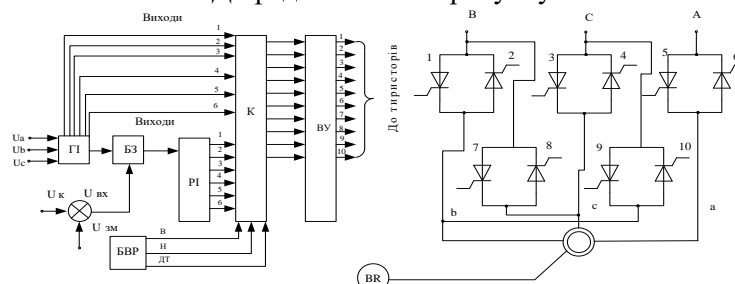 Виходи
1
2
3
4
5
6
Uа
Ub
Uc
ГІ
Виходи
БЗ
U к
U вх
U зм
РІ
1
2
3
4
5
6
БВР
В
Н
ДТ
К
ВУ
1
2
3
4
5
6
7
8
9
10
До тиристорів
В
С
А
1
2
3
4
5
6
7
8
9
10
b
c
a
BR